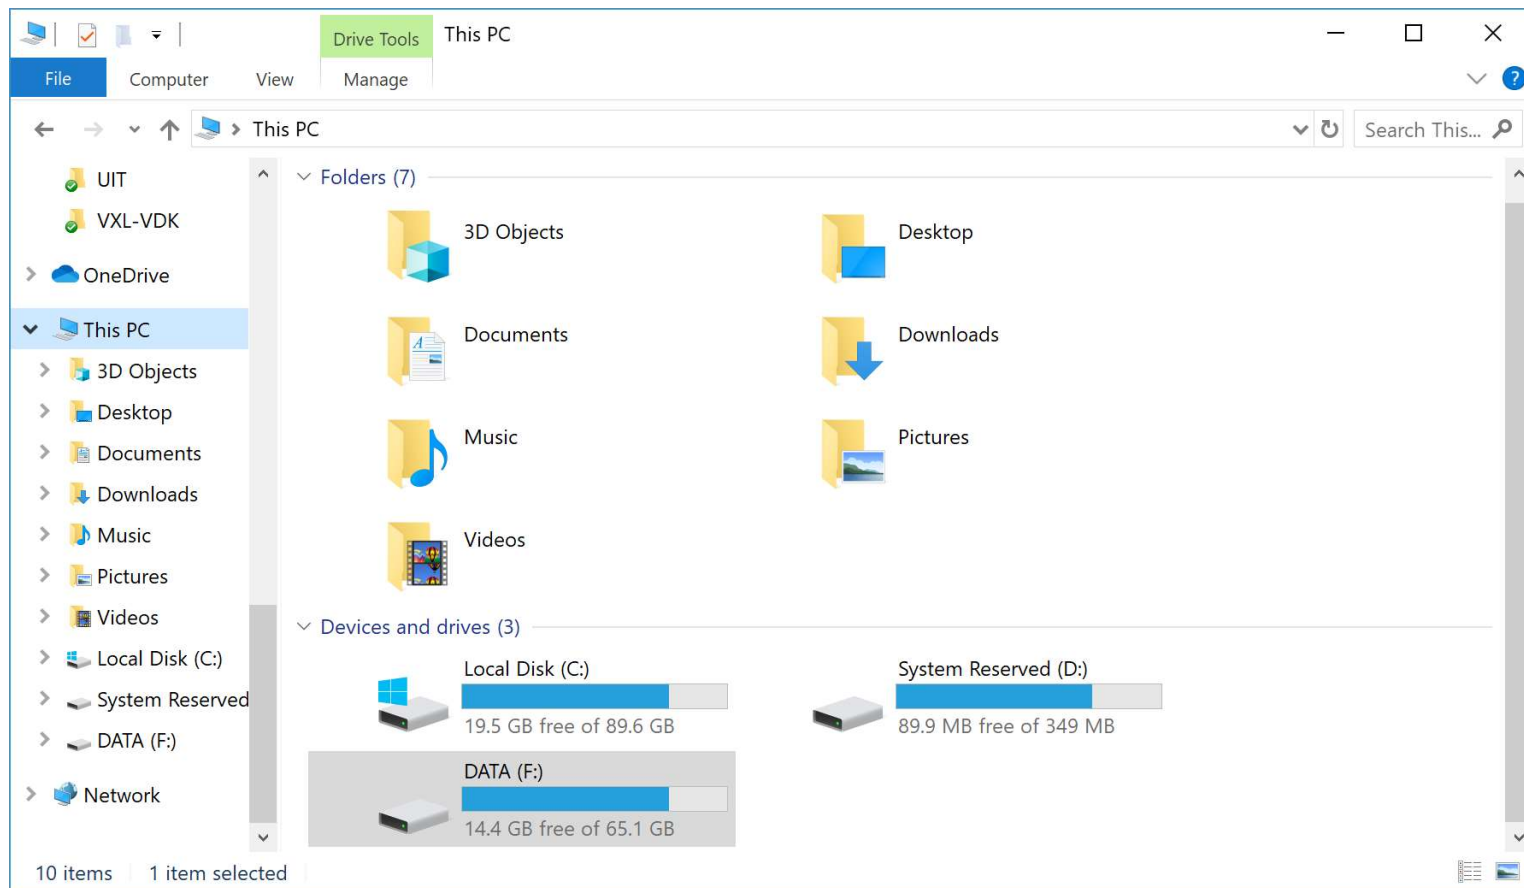 Drive Tools This PC
File Computer View Manage
This PC Search This...
UIT
VXL-VDK
OneDrive
This PC
3D Objects
Desktop
Documents
Downloads
Music
Pictures
Videos
Local Disk (C:)
System Reserved
DATA (F:)
Network
Folders (7)
3D Objects Desktop
Documents Downloads
Music Pictures
Videos
Devices and drives (3)
Local Disk (C:) System Reserved (D:)
19.5 GB free of 89.6 GB 89.9 MB free of 349 MB
DATA (F:)
14.4 GB free of 65.1 GB
10 items 1 item selected